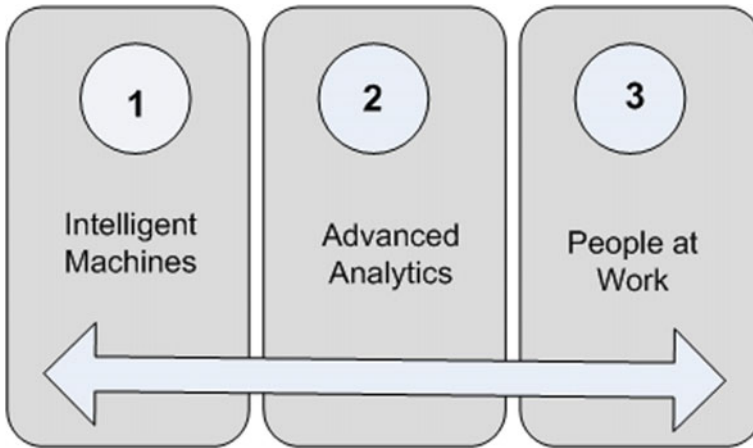 1
Intelligent
Machines
2
Advanced
Analytics
3
People at
Work